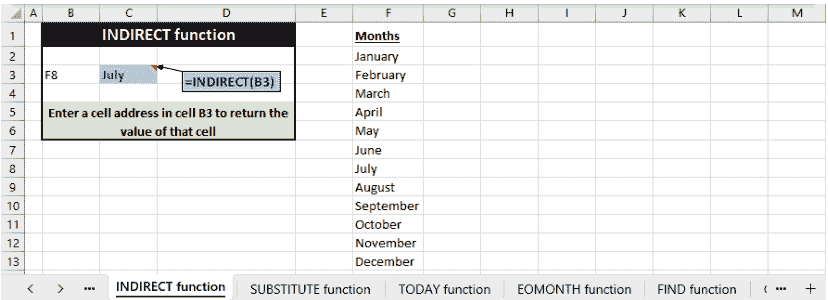 A B C D E F G H I J K L M
1 INDIRECT function Months
2 January
3 F8 July =INDIRECT(B3) February
4 March
5 Enter a cell address in cell B3 to return the April
6 value of that cell May
7 June
8 July
9 August
10 September
11 October
12 November
13 December
< > ••• INDIRECT function SUBSTITUTE function TODAY function EOMONTH function FIND function ( ••• +